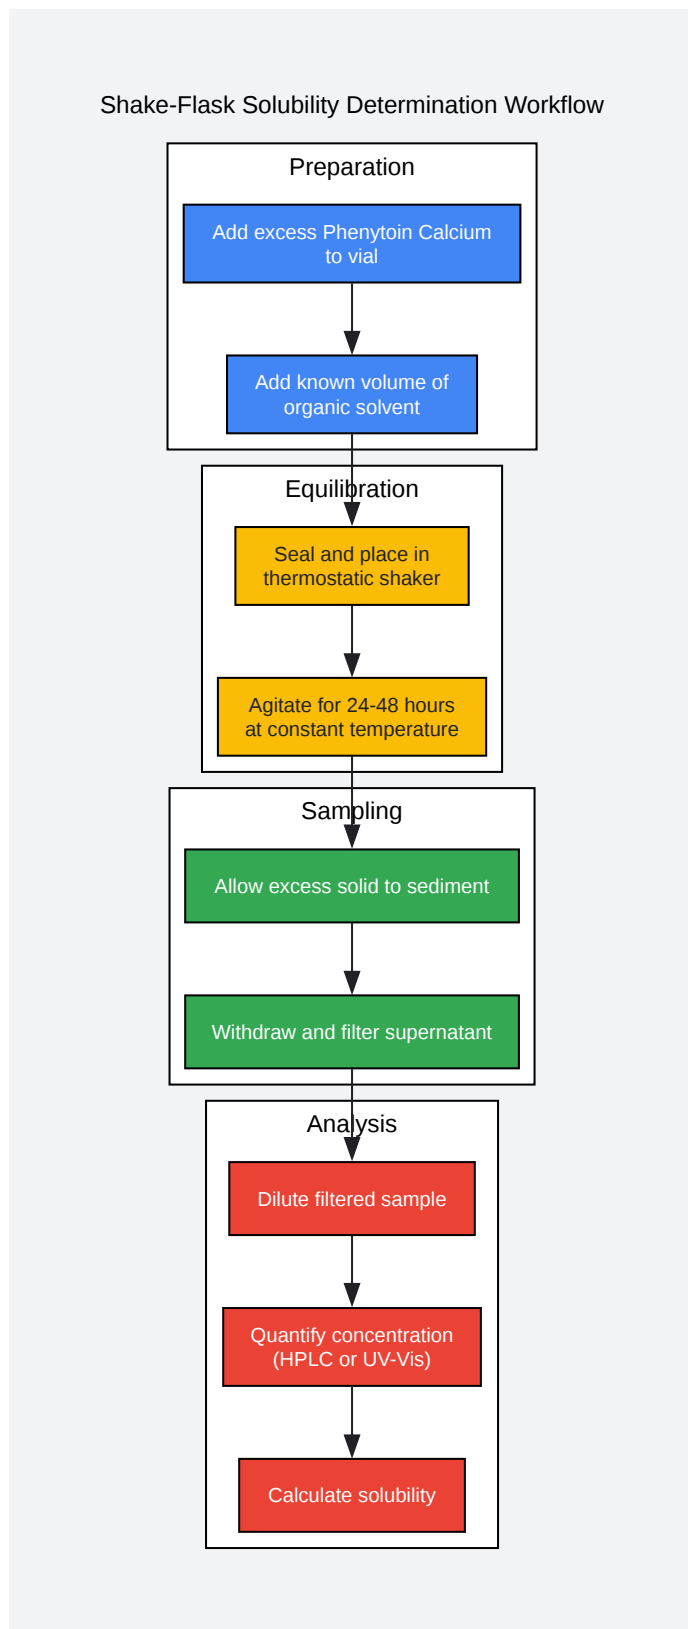 Shake-Flask Solubility Determination Workflow
Preparation
Add excess Phenytoin Calcium
to vial
Add known volume of
organic solvent
Equilibration
Seal and place in
thermostatic shaker
Agitate for 24-48 hours
at constant temperature
Sampling
Allow excess solid to sediment
Withdraw and filter supernatant
Analysis
Dilute filtered sample
Quantify concentration
(HPLC or UV-Vis)
Calculate solubility